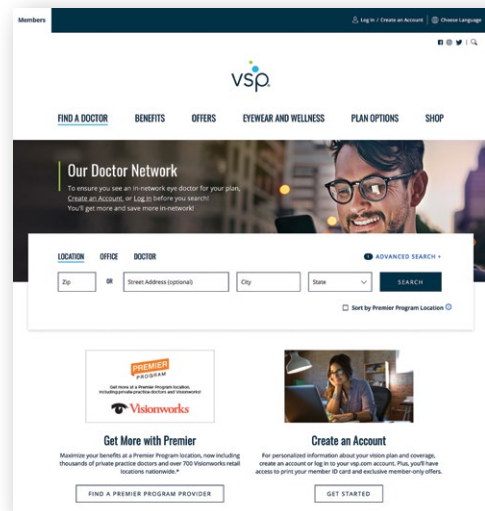 Members
Log In / Create an Account
Choose Language
vsp.
FIND A DOCTOR BENEFITS OFFERS EYEWEAR AND WELLNESS PLAN OPTIONS SHOP
Our Doctor Network
To ensure you see an in-network eye doctor for your plan,
Create an Account or Log in before you search!
You'll get more and save more in-network!
LOCATION OFFICE DOCTOR
ADVANCED SEARCH +
Zip OR Street Address (optional) City State SEARCH
Sort by Premier Program Location
PREMIER
PROGRAM
Get more at a Premier Program location,
including private practice doctors and Visionworks!
Visionworks
Get More with Premier
Maximize your benefits at a Premier Program location, now including
thousands of private practice doctors and over 700 Visionworks retail
locations nationwide.*
FIND A PREMIER PROGRAM PROVIDER
Create an Account
For personalized information about your vision plan and coverage,
create an account or log in to your vsp.com account. Plus, you'll have
access to print your member ID card and exclusive member-only offers.
GET STARTED